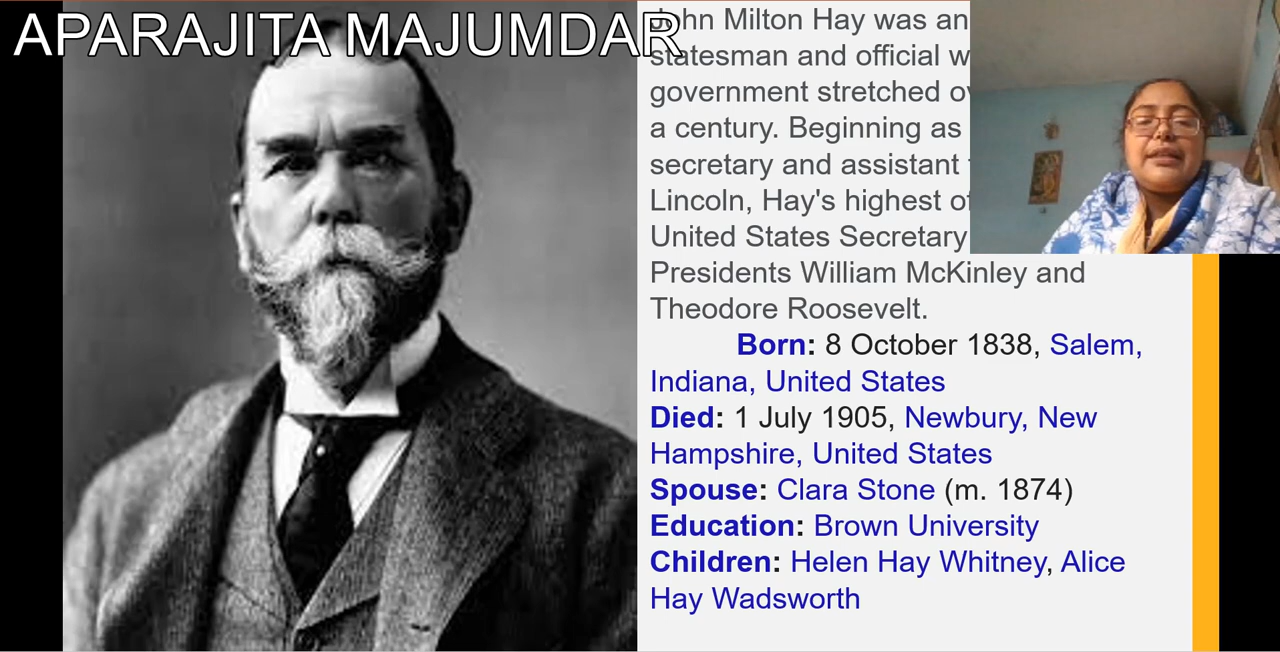 APARAJITA MAJUMDAR
John Milton Hay was an
statesman and official
government stretched
a century. Beginning as
secretary and assistant
Lincoln, Hay's highest
United States Secretary
Presidents William McKinley and
Theodore Roosevelt.
Born: 8 October 1838, Salem,
Indiana, United States
Died: 1 July 1905, Newbury, New
Hampshire, United States
Spouse: Clara Stone (m. 1874)
Education: Brown University
Children: Helen Hay Whitney, Alice
Hay Wadsworth